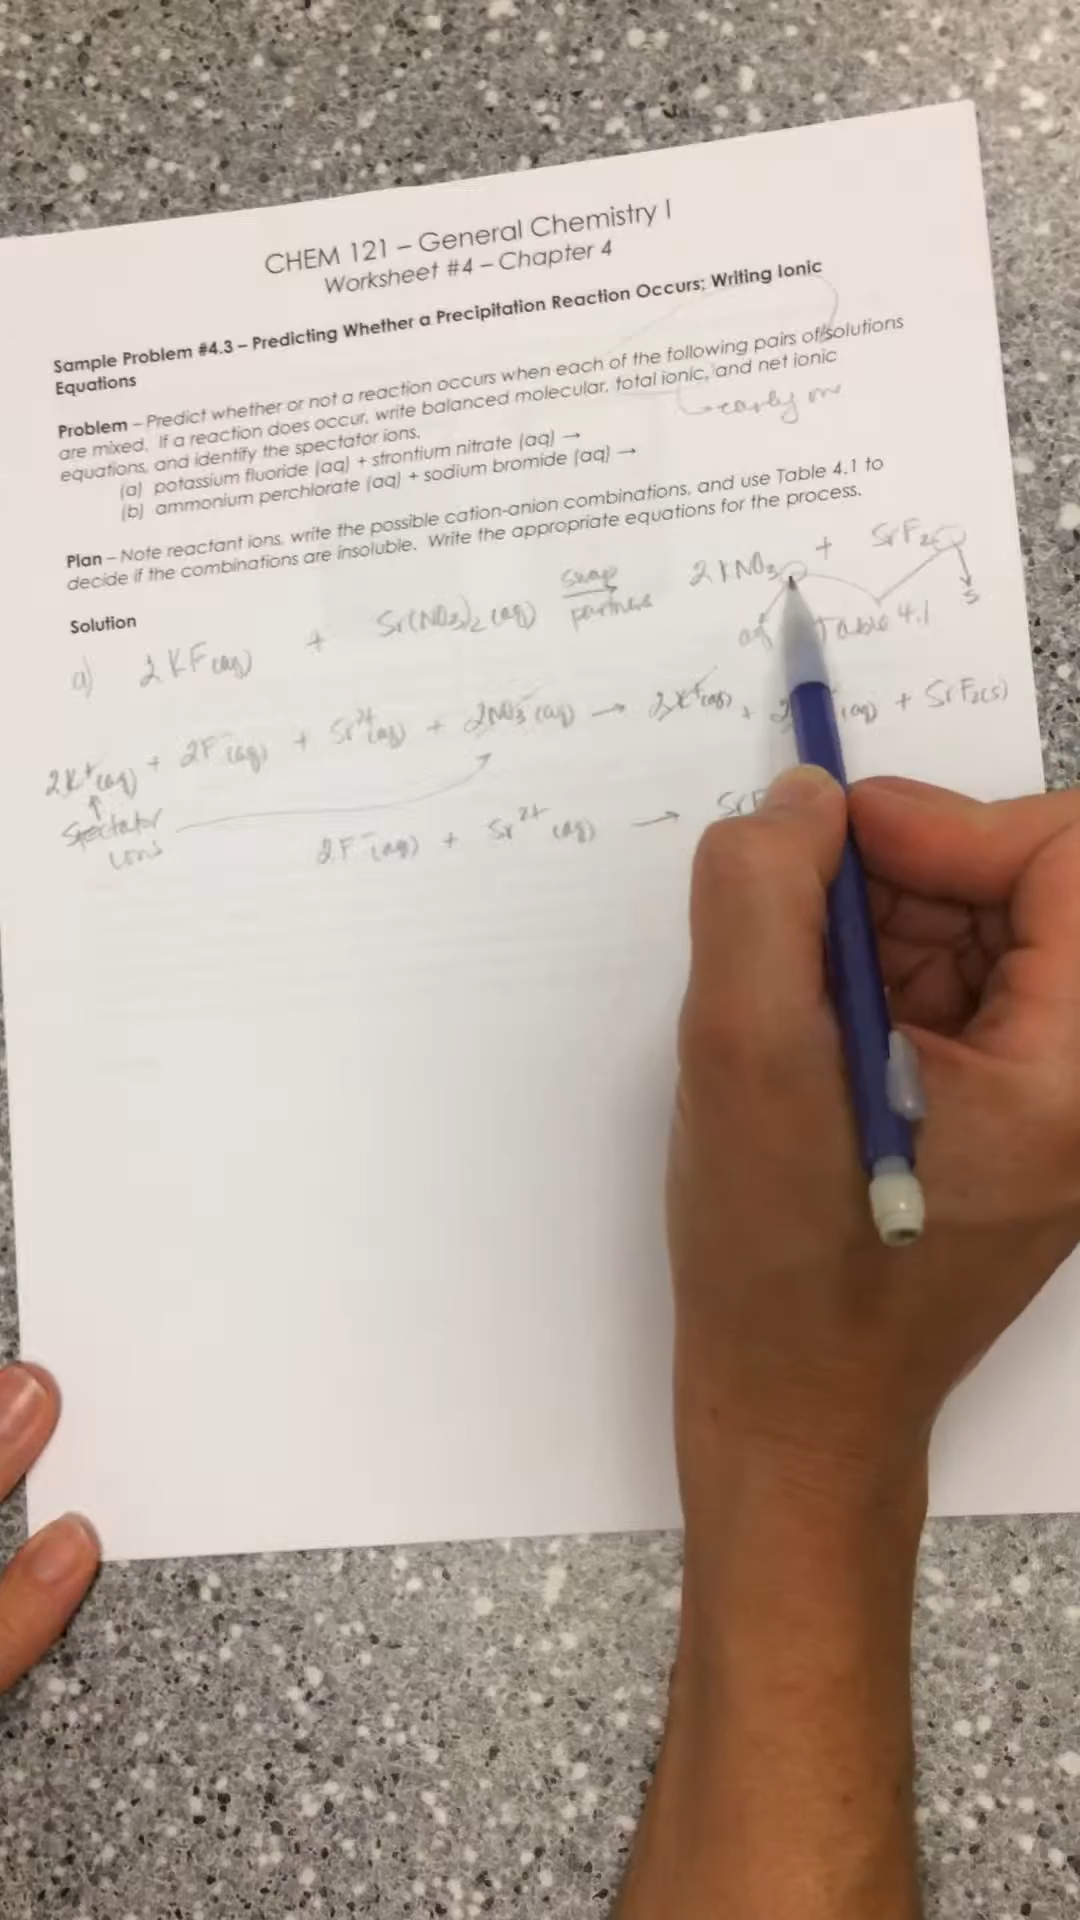 CHEM 121 – General Chemistry I
Worksheet #4 – Chapter 4
Sample Problem #4.3 – Predicting Whether a Precipitation Reaction Occurs; Writing Ionic
Equations
Problem – Predict whether or not a reaction occurs when each of the following pairs of solutions
are mixed. If a reaction does occur, write balanced molecular, total ionic, and net ionic
equations, and identify the spectator ions.
only
(a) potassium fluoride (aq) + strontium nitrate (aq) →
(b) ammonium perchlorate (aq) + sodium bromide (aq) →
Plan – Note reactant ions, write the possible cation-anion combinations, and use Table 4.1 to
decide if the combinations are insoluble. Write the appropriate equations for the process.
Solution
a) 2KF(aq) + Sr(NO3)2 (aq) swap partners → 2KNO3 + SrF2
aq Table 4.1 s
2K+(aq) + 2F-(aq) + Sr2+(aq) + 2NO3-(aq) → 2K+(aq) + 2 (aq) + SrF2(s)
Spectator
ions
2F-(aq) + Sr2+(aq) → SrF